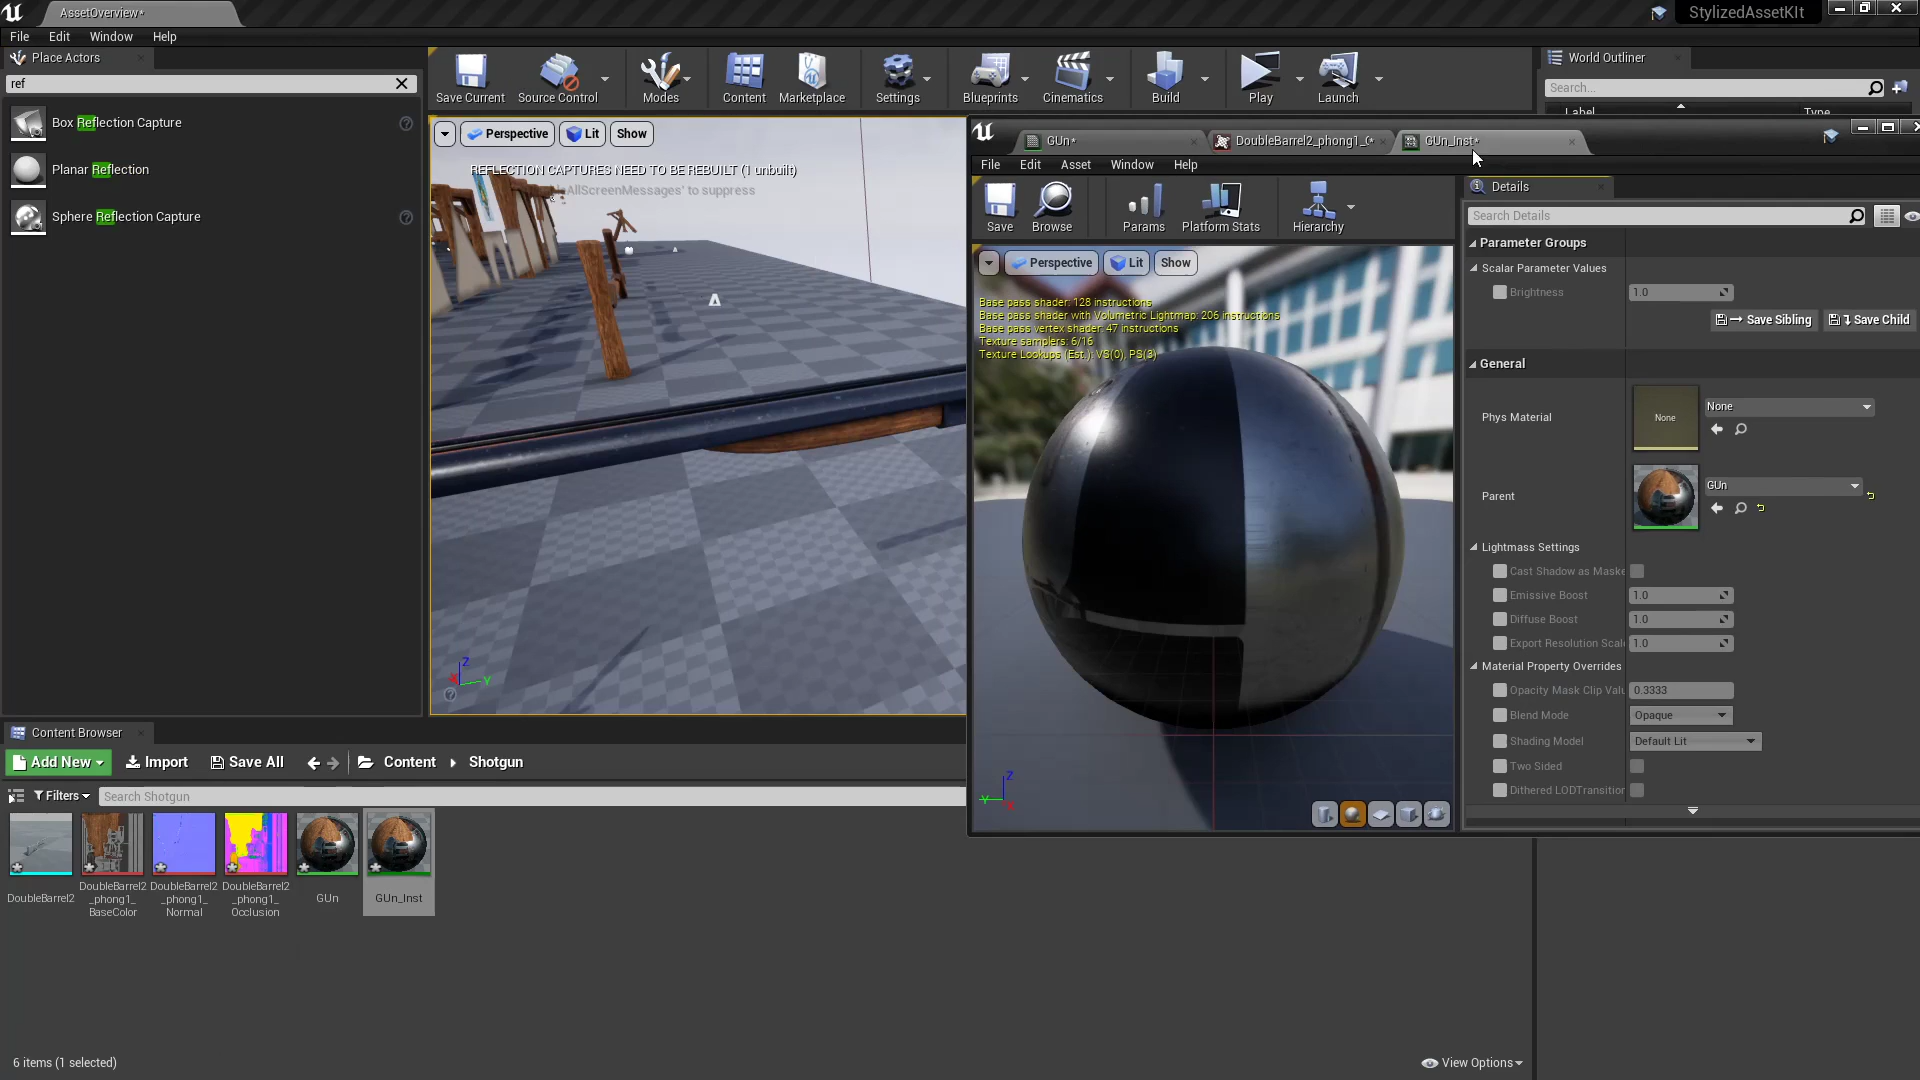 AssetOverview*
StylizedAssetKIt
File Edit Window Help
Place Actors
ref
Box Reflection Capture
Planar Reflection
Sphere Reflection Capture
Save Current
Source Control
Modes
Content
Marketplace
Settings
Blueprints
Cinematics
Build
Play
Launch
World Outliner
Search...
Label
Type
Perspective
Lit
Show
REFLECTION CAPTURES NEED TO BE REBUILT (1 unbuilt)
AllScreenMessages' to suppress
Z
Y
GUn*
DoubleBarrel2_phong1_
GUn_Inst*
File Edit Asset Window Help
Save
Browse
Params
Platform Stats
Hierarchy
Perspective
Lit
Show
Base pass shader: 128 instructions
Base pass shader with Volumetric Lightmap: 206 instructions
Base pass vertex shader: 47 instructions
Texture samplers: 6/16
Texture Lookups (Est.): VS(0), PS(3)
Z
Y
X
Details
Search Details
Parameter Groups
Scalar Parameter Values
Brightness 1.0
Save Sibling
Save Child
General
Phys Material
None
None
Parent
GUn
Lightmass Settings
Cast Shadow as Maske
Emissive Boost 1.0
Diffuse Boost 1.0
Export Resolution Scal 1.0
Material Property Overrides
Opacity Mask Clip Valu 0.3333
Blend Mode Opaque
Shading Model Default Lit
Two Sided
Dithered LODTransition
Content Browser
Add New
Import
Save All
Content
Shotgun
Filters
Search Shotgun
DoubleBarrel2
DoubleBarrel2
_phong1_
BaseColor
DoubleBarrel2
_phong1_
Normal
DoubleBarrel2
_phong1_
Occlusion
GUn
GUn_Inst
6 items (1 selected)
View Options